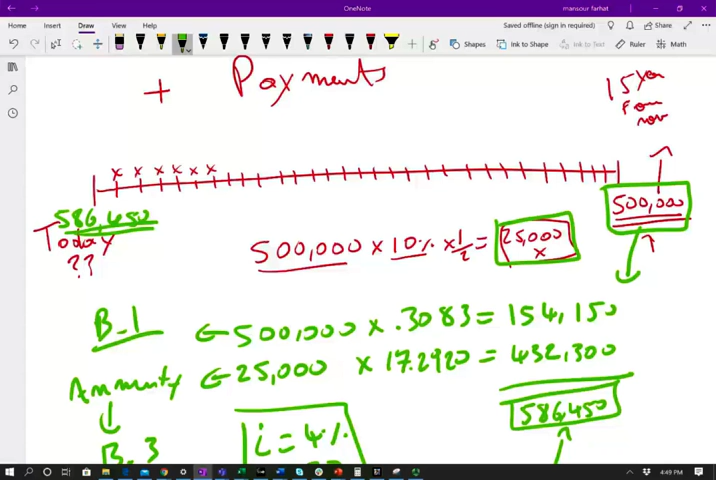 OneNote
mansour farhat
Home Insert Draw View Help
Saved offline (sign in required)
Share
Shapes
Ink to Shape
Ink to Text
Ruler
Math
+ Payments
15 year
from
now
x x x x x x
586,450
Today
??
500,000
500,000 x 10% x 1/2 = 25,000
x
B-1 ← 500,000 x .3083 = 154,150
Annuity ← 25,000 x 17.2920 = 432,300
586,450
B.3
i = 4%
4:49 PM